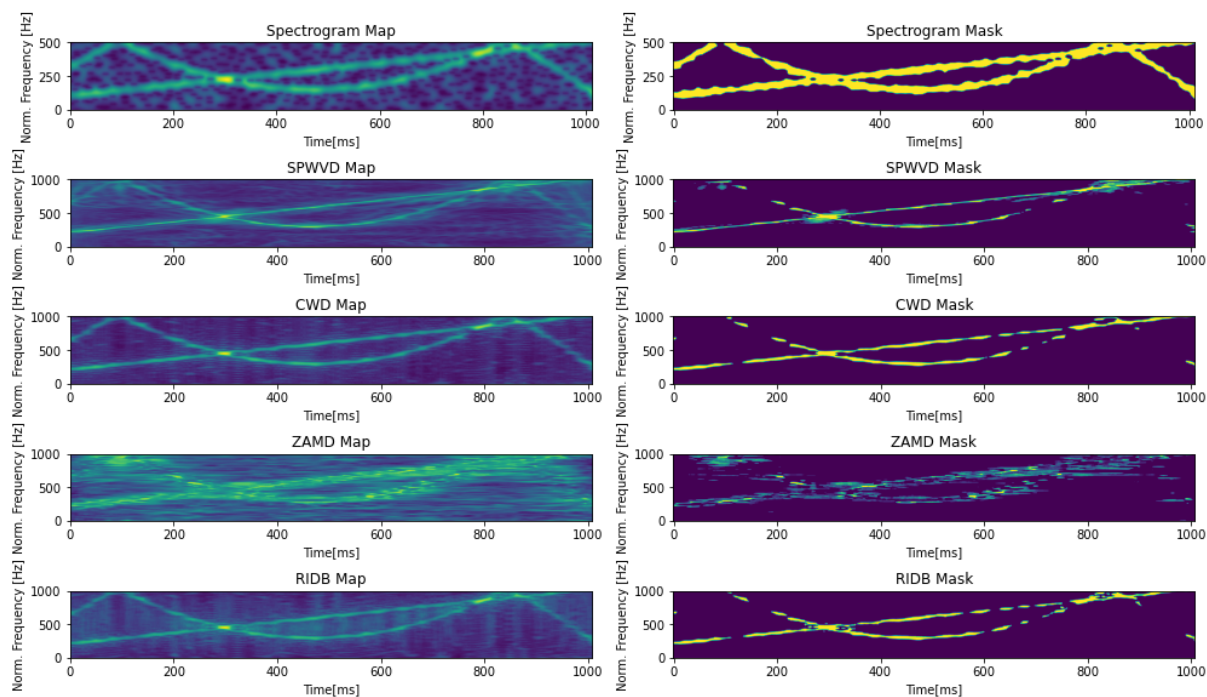 Spectrogram Map
Norm. Frequency [Hz]
500
250
0
0 200 400 600 800 1000
Time[ms]
Spectrogram Mask
Norm. Frequency [Hz]
500
250
0
0 200 400 600 800 1000
Time[ms]
SPWVD Map
Norm. Frequency [Hz]
1000
500
0
0 200 400 600 800 1000
Time[ms]
SPWVD Mask
Norm. Frequency [Hz]
1000
500
0
0 200 400 600 800 1000
Time[ms]
CWD Map
Norm. Frequency [Hz]
1000
500
0
0 200 400 600 800 1000
Time[ms]
CWD Mask
Norm. Frequency [Hz]
1000
500
0
0 200 400 600 800 1000
Time[ms]
ZAMD Map
Norm. Frequency [Hz]
1000
500
0
0 200 400 600 800 1000
Time[ms]
ZAMD Mask
Norm. Frequency [Hz]
1000
500
0
0 200 400 600 800 1000
Time[ms]
RIDB Map
Norm. Frequency [Hz]
1000
500
0
0 200 400 600 800 1000
Time[ms]
RIDB Mask
Norm. Frequency [Hz]
1000
500
0
0 200 400 600 800 1000
Time[ms]